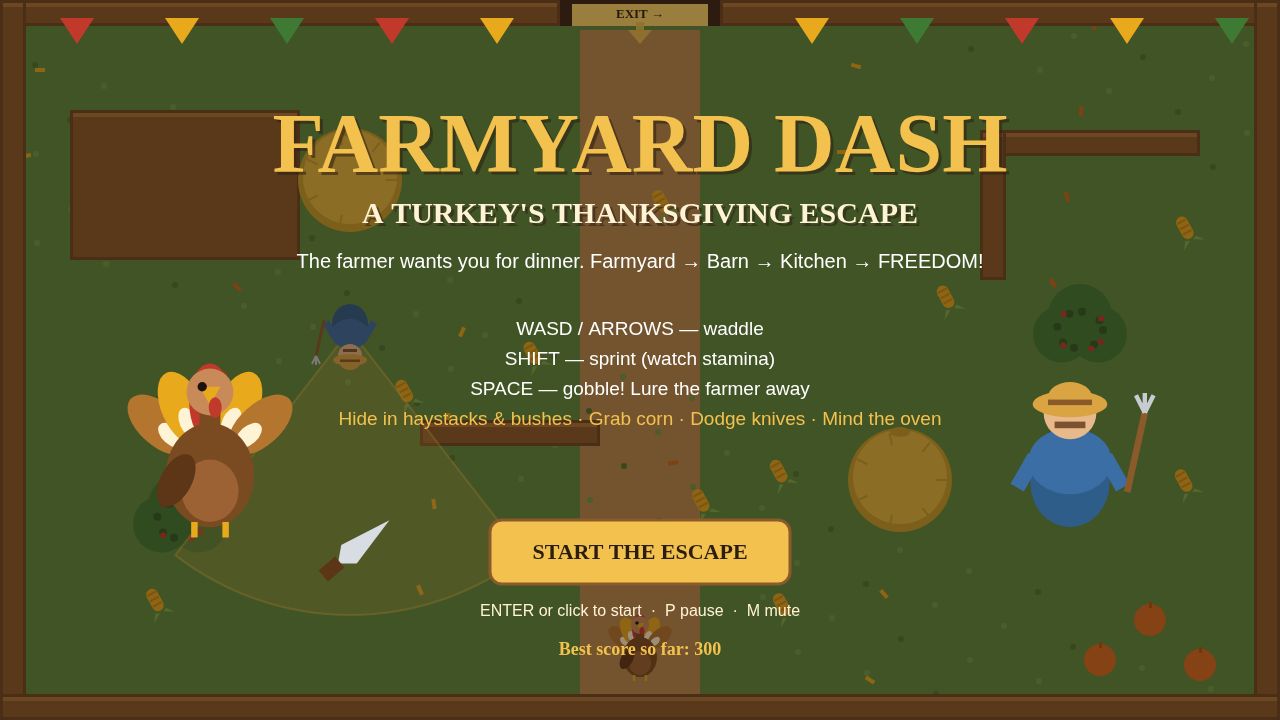 EXIT →
FARMYARD DASH
A TURKEY'S THANKSGIVING ESCAPE
The farmer wants you for dinner. Farmyard → Barn → Kitchen → FREEDOM!
WASD / ARROWS — waddle
SHIFT — sprint (watch stamina)
SPACE — gobble! Lure the farmer away
Hide in haystacks & bushes · Grab corn · Dodge knives · Mind the oven
START THE ESCAPE
ENTER or click to start · P pause · M mute
Best score so far: 300